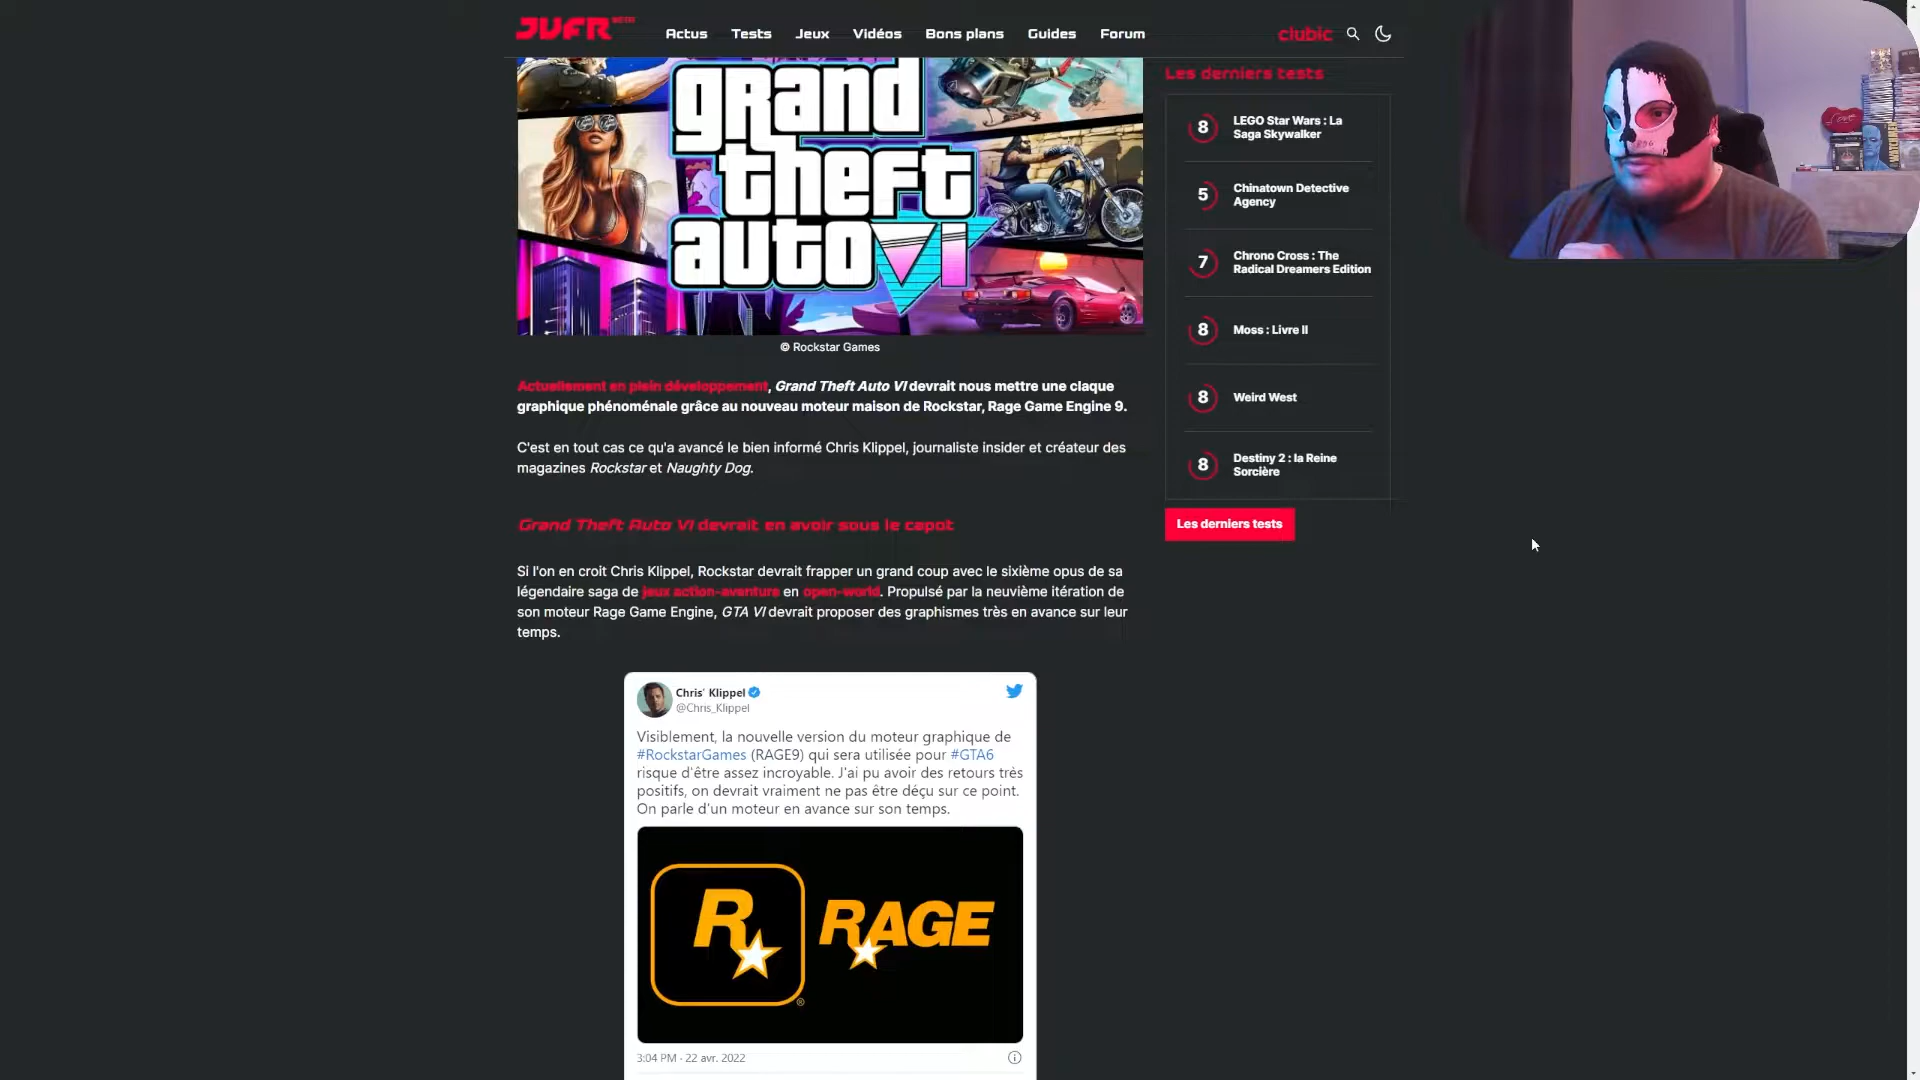 JVFR BETA
Actus Tests Jeux Vidéos Bons plans Guides Forum
clubic
grand
theft
auto VI
© Rockstar Games
Actuellement en plein développement, Grand Theft Auto VI devrait nous mettre une claque
graphique phénoménale grâce au nouveau moteur maison de Rockstar, Rage Game Engine 9.
C'est en tout cas ce qu'a avancé le bien informé Chris Klippel, journaliste insider et créateur des
magazines Rockstar et Naughty Dog.
Grand Theft Auto VI devrait en avoir sous le capot
Si l'on en croit Chris Klippel, Rockstar devrait frapper un grand coup avec le sixième opus de sa
légendaire saga de jeux action-aventure en open-world. Propulsé par la neuvième itération de
son moteur Rage Game Engine, GTA VI devrait proposer des graphismes très en avance sur leur
temps.
Chris' Klippel
@Chris_Klippel
Visiblement, la nouvelle version du moteur graphique de
#RockstarGames (RAGE9) qui sera utilisée pour #GTA6
risque d'être assez incroyable. J'ai pu avoir des retours très
positifs, on devrait vraiment ne pas être déçu sur ce point.
On parle d'un moteur en avance sur son temps.
R
®
RAGE
3:04 PM · 22 avr. 2022
Les derniers tests
8 LEGO Star Wars : La
Saga Skywalker
5 Chinatown Detective
Agency
7 Chrono Cross : The
Radical Dreamers Edition
8 Moss : Livre II
8 Weird West
8 Destiny 2 : la Reine
Sorcière
Les derniers tests
WATCHMEN